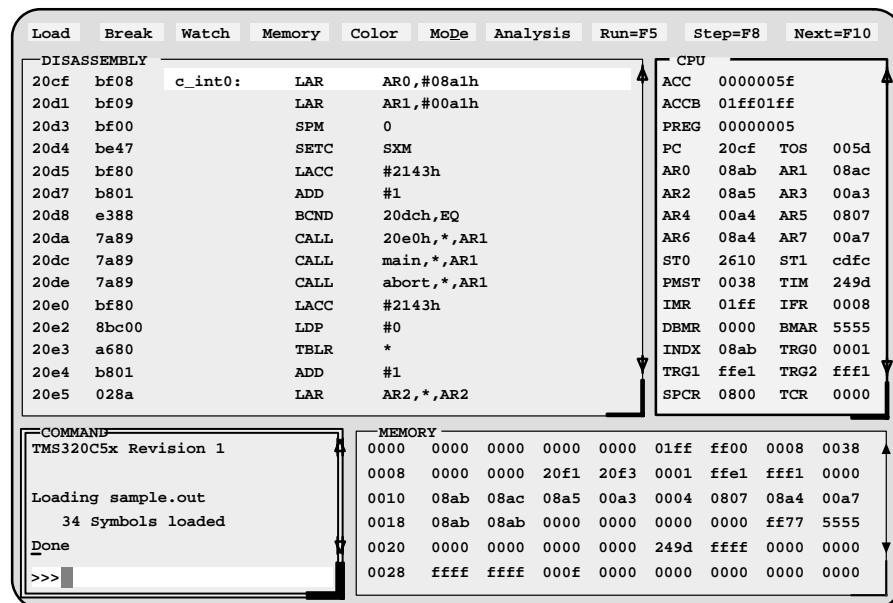 Load Break Watch Memory Color MoDe Analysis Run=F5 Step=F8 Next=F10
DISASSEMBLY
20cf bf08 c_int0: LAR AR0,#08a1h
20d1 bf09 LAR AR1,#00a1h
20d3 bf00 SPM 0
20d4 be47 SETC SXM
20d5 bf80 LACC #2143h
20d7 b801 ADD #1
20d8 e388 BCND 20dch,EQ
20da 7a89 CALL 20e0h,*,AR1
20dc 7a89 CALL main,*,AR1
20de 7a89 CALL abort,*,AR1
20e0 bf80 LACC #2143h
20e2 8bc00 LDP #0
20e3 a680 TBLR *
20e4 b801 ADD #1
20e5 028a LAR AR2,*,AR2
CPU
ACC 0000005f
ACCB 01ff01ff
PREG 00000005
PC 20cf TOS 005d
AR0 08ab AR1 08ac
AR2 08a5 AR3 00a3
AR4 00a4 AR5 0807
AR6 08a4 AR7 00a7
ST0 2610 ST1 cdfc
PMST 0038 TIM 249d
IMR 01ff IFR 0008
DBMR 0000 BMAR 5555
INDX 08ab TRG0 0001
TRG1 ffe1 TRG2 fff1
SPCR 0800 TCR 0000
COMMAND
TMS320C5x Revision 1
Loading sample.out
34 Symbols loaded
Done
>>>
MEMORY
0000 0000 0000 0000 0000 01ff ff00 0008 0038
0008 0000 0000 20f1 20f3 0001 ffe1 fff1 0000
0010 08ab 08ac 08a5 00a3 0004 0807 08a4 00a7
0018 08ab 08ab 0000 0000 0000 0000 ff77 5555
0020 0000 0000 0000 0000 249d ffff 0000 0000
0028 ffff ffff 000f 0000 0000 0000 0000 0000